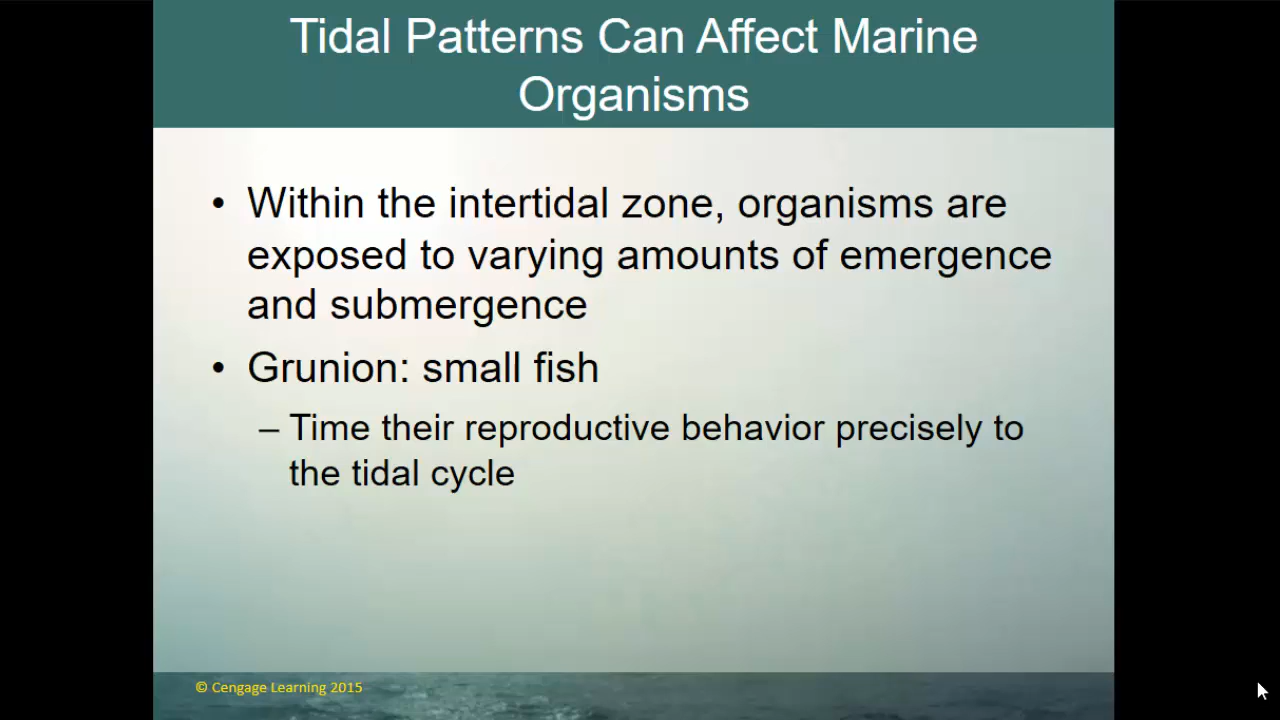 Tidal Patterns Can Affect Marine
Organisms
• Within the intertidal zone, organisms are
exposed to varying amounts of emergence
and submergence
• Grunion: small fish
– Time their reproductive behavior precisely to
the tidal cycle
© Cengage Learning 2015